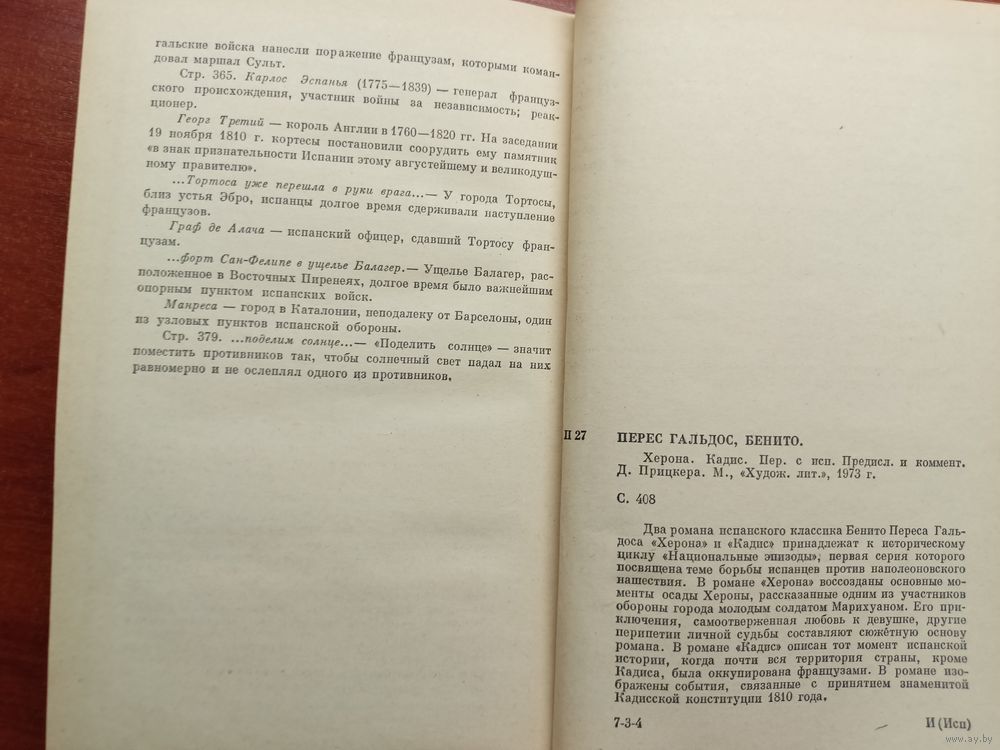 гальские войска нанесли поражение французам, которыми коман-
довал маршал Сульт.
Стр. 365. Карлос Эспанья (1775—1839) — генерал француз-
ского происхождения, участник войны за независимость; реак-
ционер.
Георг Третий — король Англии в 1760—1820 гг. На заседании
19 ноября 1810 г. кортесы постановили соорудить ему памятник
«в знак признательности Испании этому августейшему и великодуш-
ному правителю».
...Тортоса уже перешла в руки врага...— У города Тортосы,
близ устья Эбро, испанцы долгое время сдерживали наступление
французов.
Граф де Алача — испанский офицер, сдавший Тортосу фран-
цузам.
...форт Сан-Фелипе в ущелье Балагер.— Ущелье Балагер, рас-
положенное в Восточных Пиренеях, долгое время было важнейшим
опорным пунктом испанских войск.
Манреса — город в Каталонии, неподалеку от Барселоны, один
из узловых пунктов испанской обороны.
Стр. 379. ...поделим солнце...— «Поделить солнце» — значит
поместить противников так, чтобы солнечный свет падал на них
равномерно и не ослеплял одного из противников.
П 27
ПЕРЕС ГАЛЬДОС, БЕНИТО.
Херона. Кадис. Пер. с исп. Предисл. и коммент.
Д. Прицкера. М., «Худож. лит.», 1973 г.
С. 408
Два романа испанского классика Бенито Переса Галь-
доса «Херона» и «Кадис» принадлежат к историческому
циклу «Национальные эпизоды», первая серия которого
посвящена теме борьбы испанцев против наполеоновского
нашествия. В романе «Херона» воссозданы основные мо-
менты осады Хероны, рассказанные одним из участников
обороны города молодым солдатом Марихуаном. Его при-
ключения, самоотверженная любовь к девушке, другие
перипетии личной судьбы составляют сюжетную основу
романа. В романе «Кадис» описан тот момент испанской
истории, когда почти вся территория страны, кроме
Кадиса, была оккупирована французами. В романе изо-
бражены события, связанные с принятием знаменитой
Кадисской конституции 1810 года.
7-3-4
И (Исп)
www.ay.by